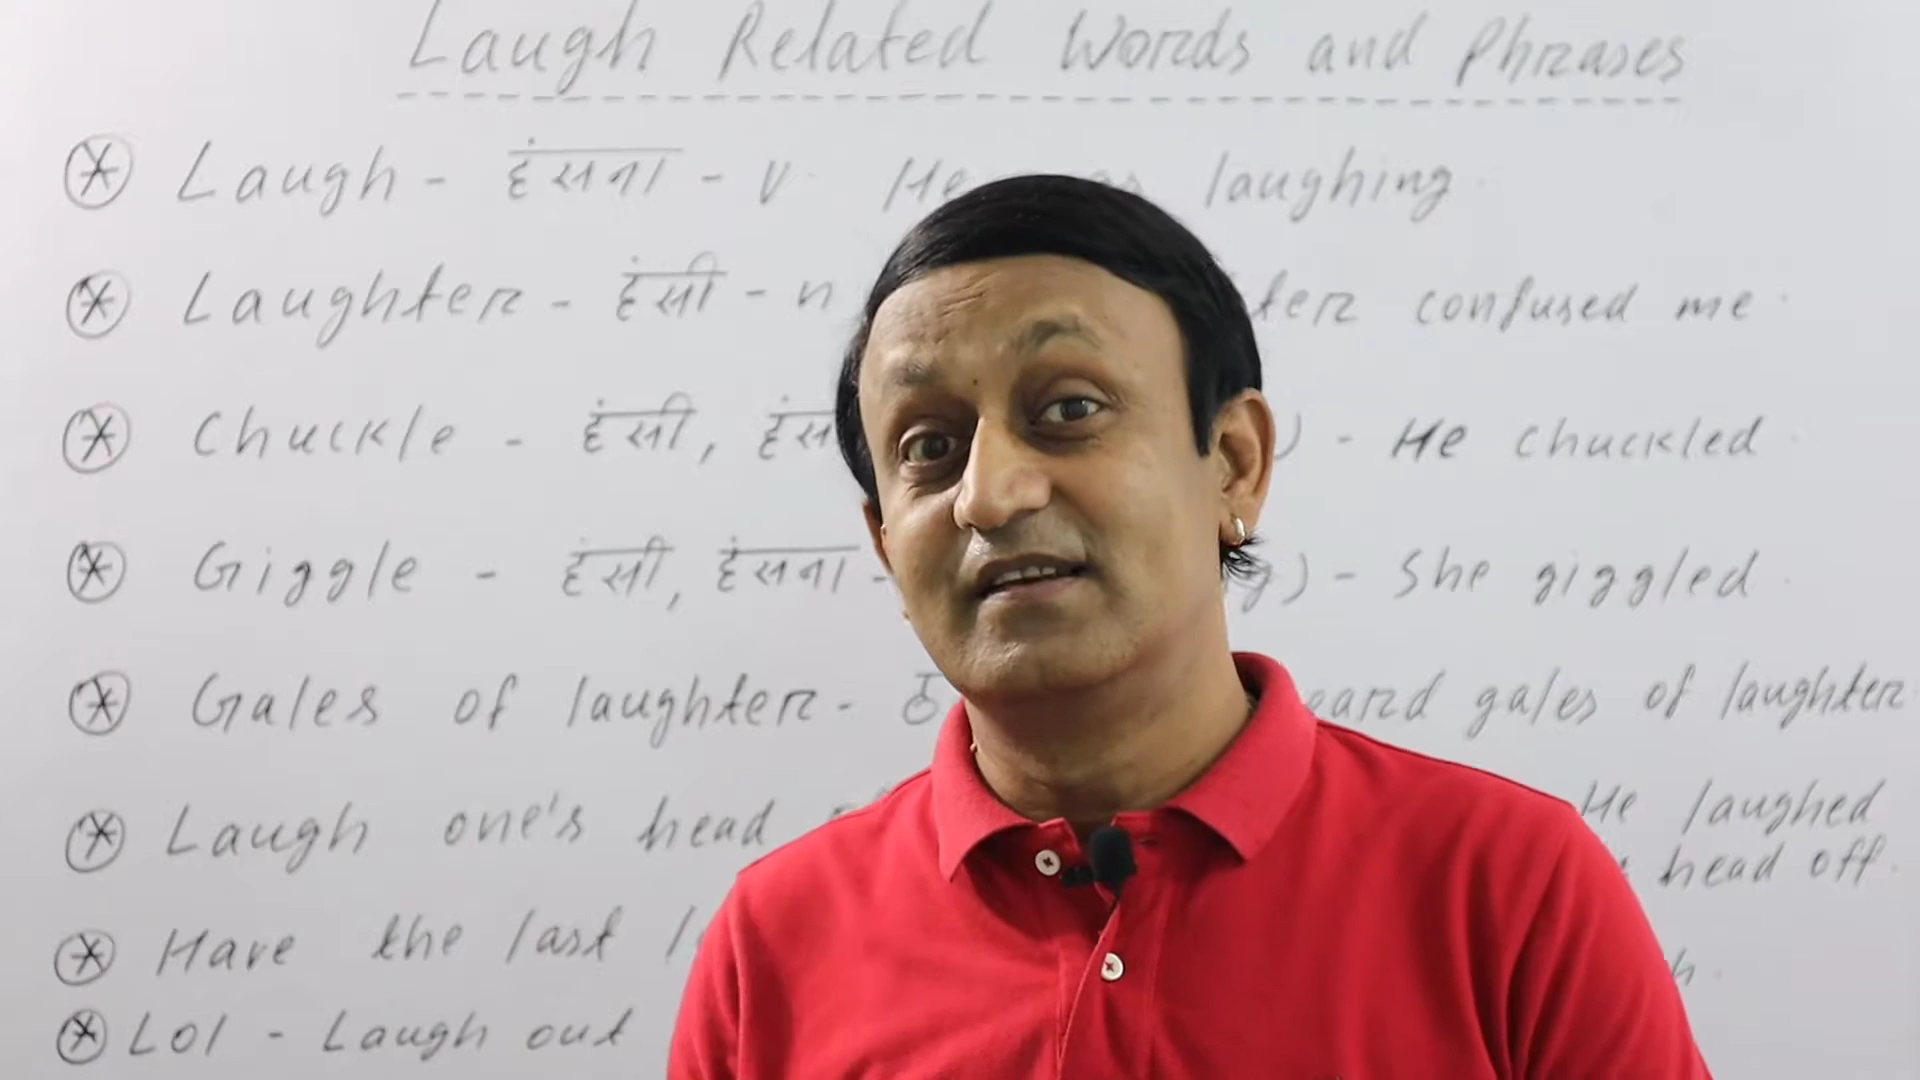 Laugh Related Words and Phrases
Laugh - हंसना - v. He laughing.
Laughter - हंसी - n confused me.
Chuckle - हंसी, ) - He chuckled.
Giggle - हंसी, हंसना - ) - She giggled.
Gales of laughter - gales of laughter
Laugh one's head He laughed
head off.
Have the last
Lol - Laugh out